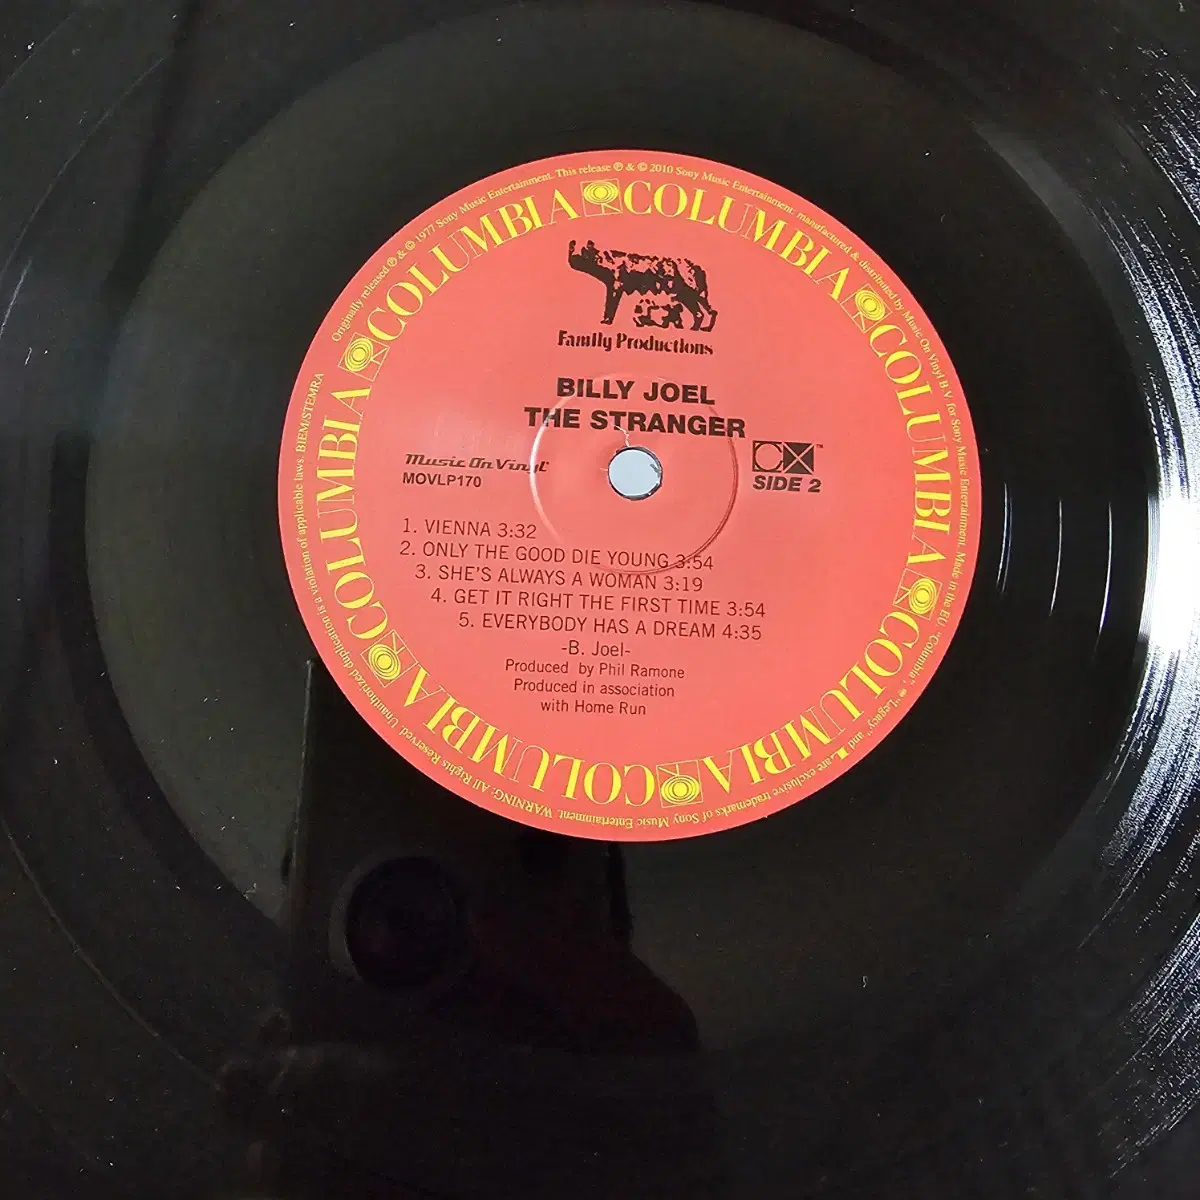 Originally released ℗ & © 1977 Sony Music Entertainment. This release ℗ & © 2010 Sony Music Entertainment; manufactured & distributed by Music On Vinyl B V for Sony Music Entertainment. Made in the EU "Columbia", "Legacy" and L are exclusive trademarks of Sony Music Entertainment. WARNING: All Rights Reserved. Unauthorized duplication is a violation of applicable laws. BIEM/STEMRA
COLUMBIA COLUMBIA COLUMBIA COLUMBIA COLUMBIA COLUMBIA
Family Productions
BILLY JOEL
THE STRANGER
Music On Vinyl
MOVLP170
CX™
SIDE 2
1. VIENNA 3:32
2. ONLY THE GOOD DIE YOUNG 3:54
3. SHE'S ALWAYS A WOMAN 3:19
4. GET IT RIGHT THE FIRST TIME 3:54
5. EVERYBODY HAS A DREAM 4:35
-B. Joel-
Produced by Phil Ramone
Produced in association
with Home Run